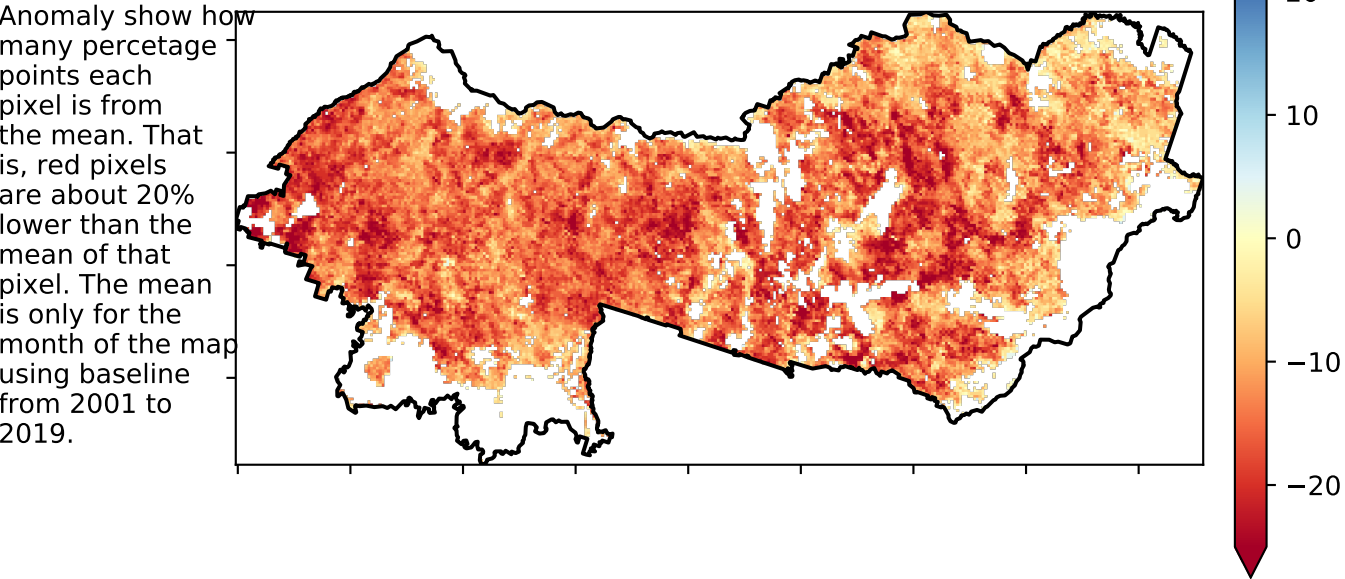 Anomaly show how
many percetage
points each
pixel is from
the mean. That
is, red pixels
are about 20%
lower than the
mean of that
pixel. The mean
is only for the
month of the map
using baseline
from 2001 to
2019.
10
0
−10
−20